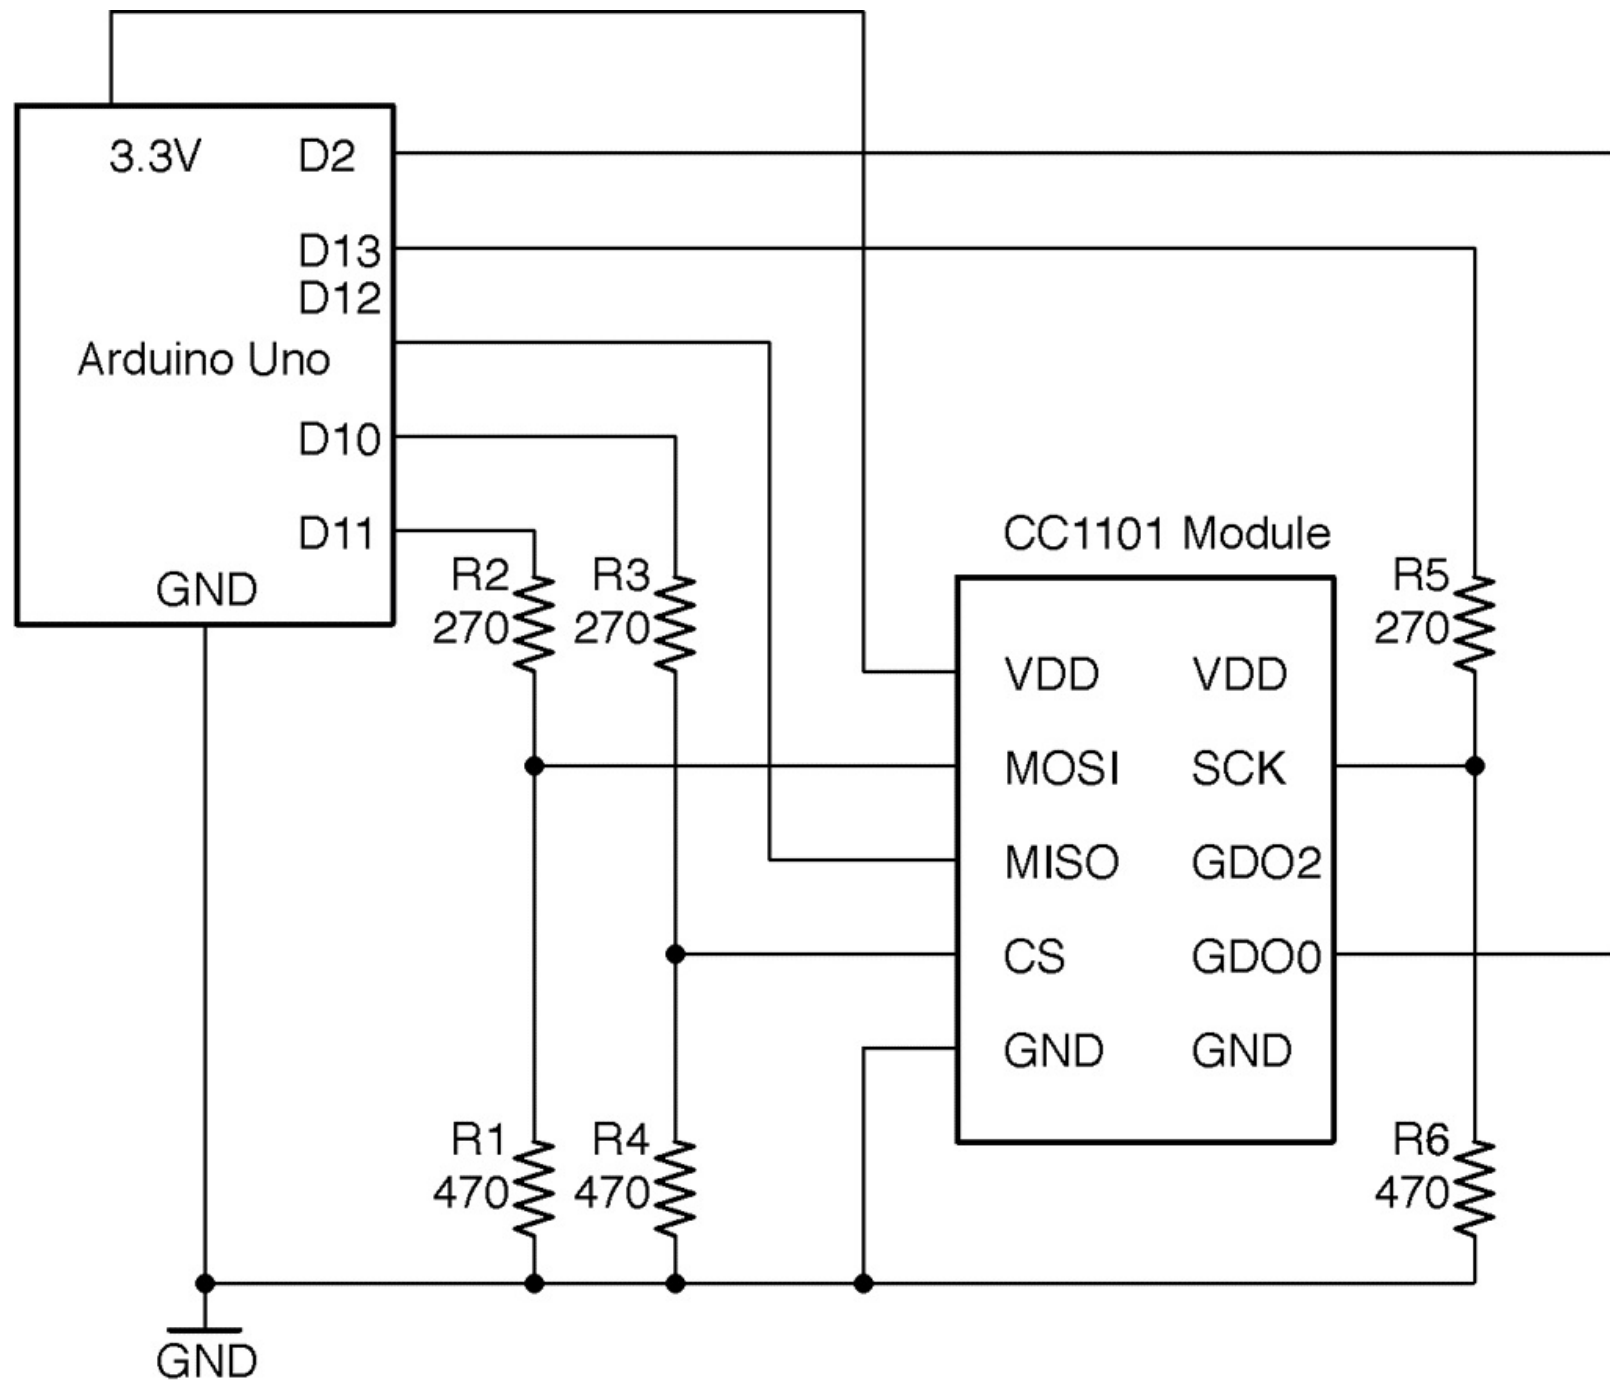 3.3V D2
D13
D12
Arduino Uno
D10
D11
GND
R2
270
R3
270
CC1101 Module
R5
270
VDD VDD
MOSI SCK
MISO GDO2
CS GDO0
GND GND
R1
470
R4
470
R6
470
GND